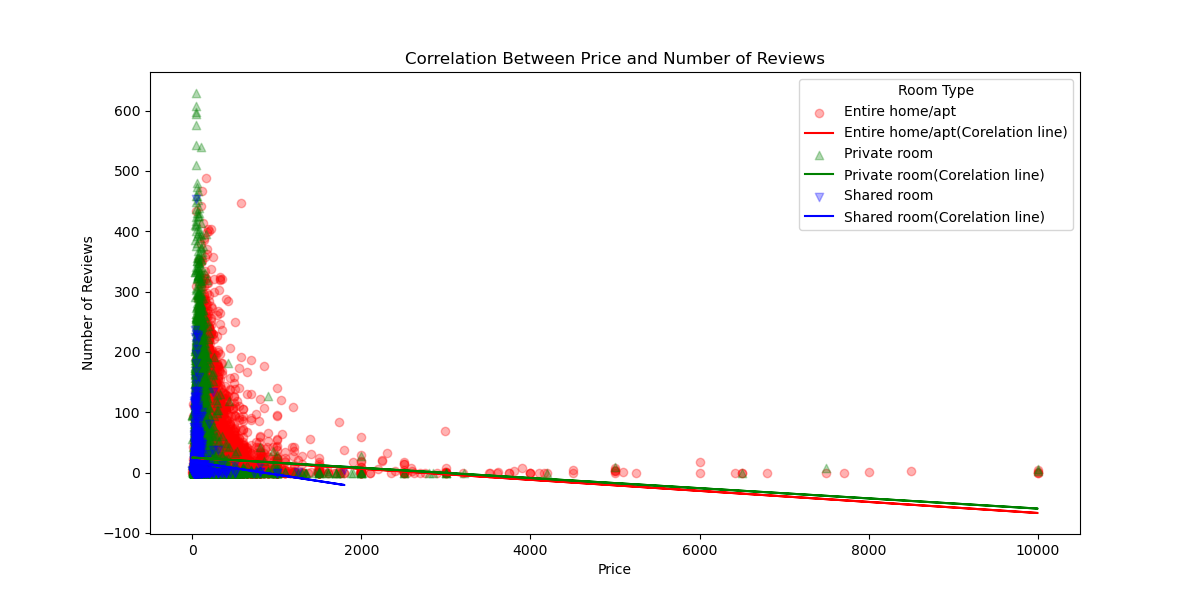 Correlation Between Price and Number of Reviews
Room Type
Entire home/apt
Entire home/apt(Corelation line)
Private room
Private room(Corelation line)
Shared room
Shared room(Corelation line)
Number of Reviews
600
500
400
300
200
100
0
−100
0 2000 4000 6000 8000 10000
Price